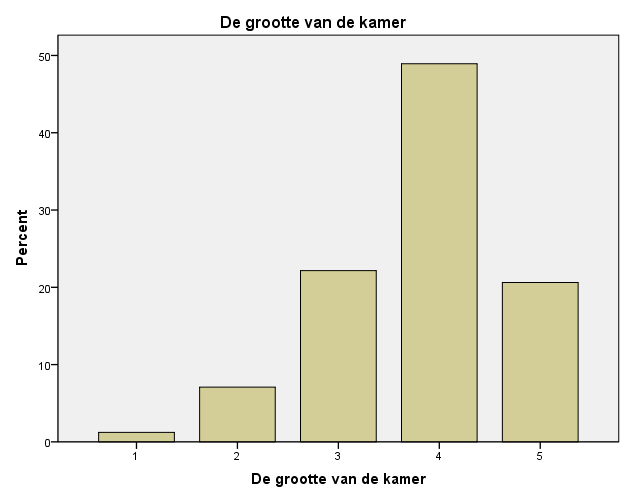 De grootte van de kamer
Percent
50
40
30
20
10
0
1 2 3 4 5
De grootte van de kamer